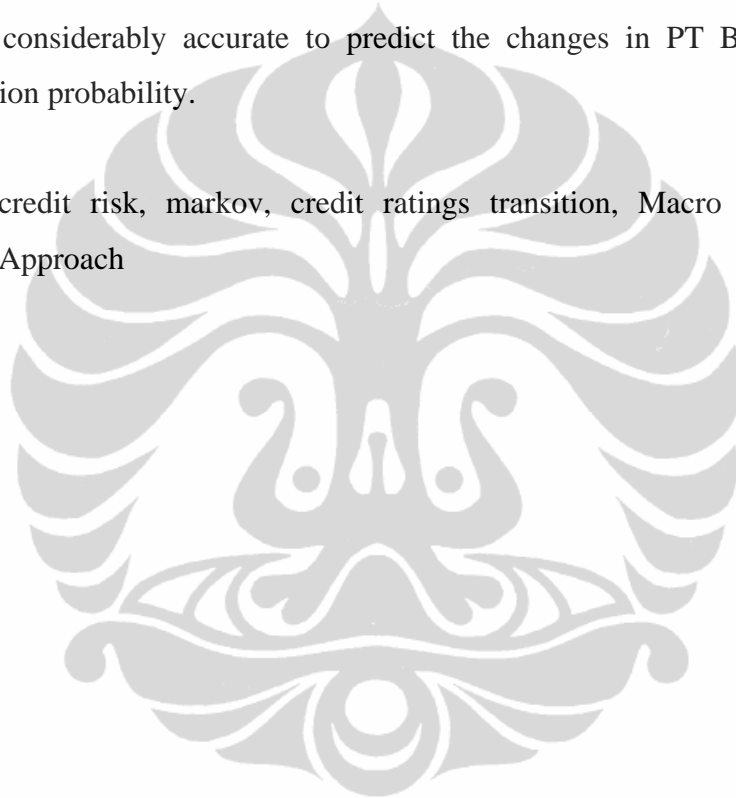 considerably accurate to predict the changes in PT B
ion probability.
credit risk, markov, credit ratings transition, Macro
Approach